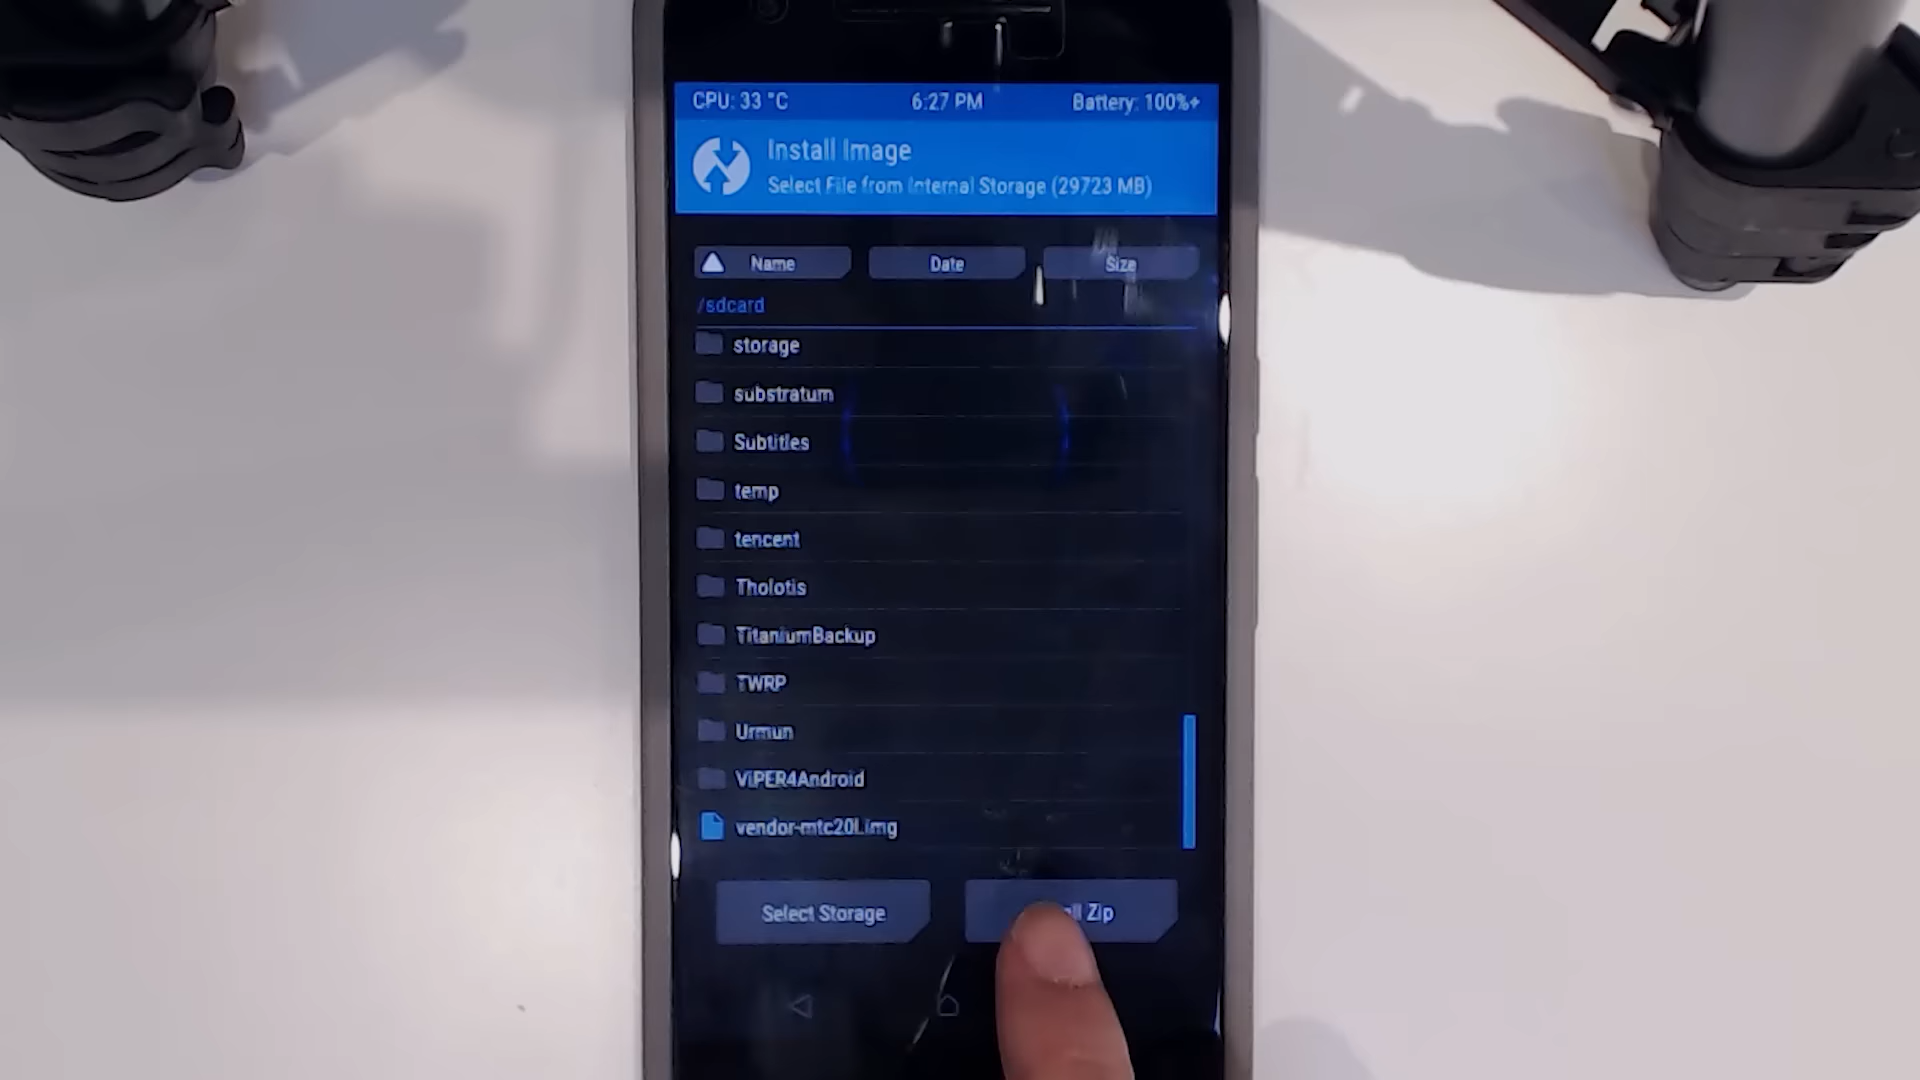 CPU: 33 °C 6:27 PM Battery: 100%+
Install Image
Select File from Internal Storage (29723 MB)
Name Date Size
/sdcard
storage
substratum
Subtitles
temp
tencent
Tholotis
TitaniumBackup
TWRP
Urmun
ViPER4Android
vendor-mtc20l.img
Select Storage Zip